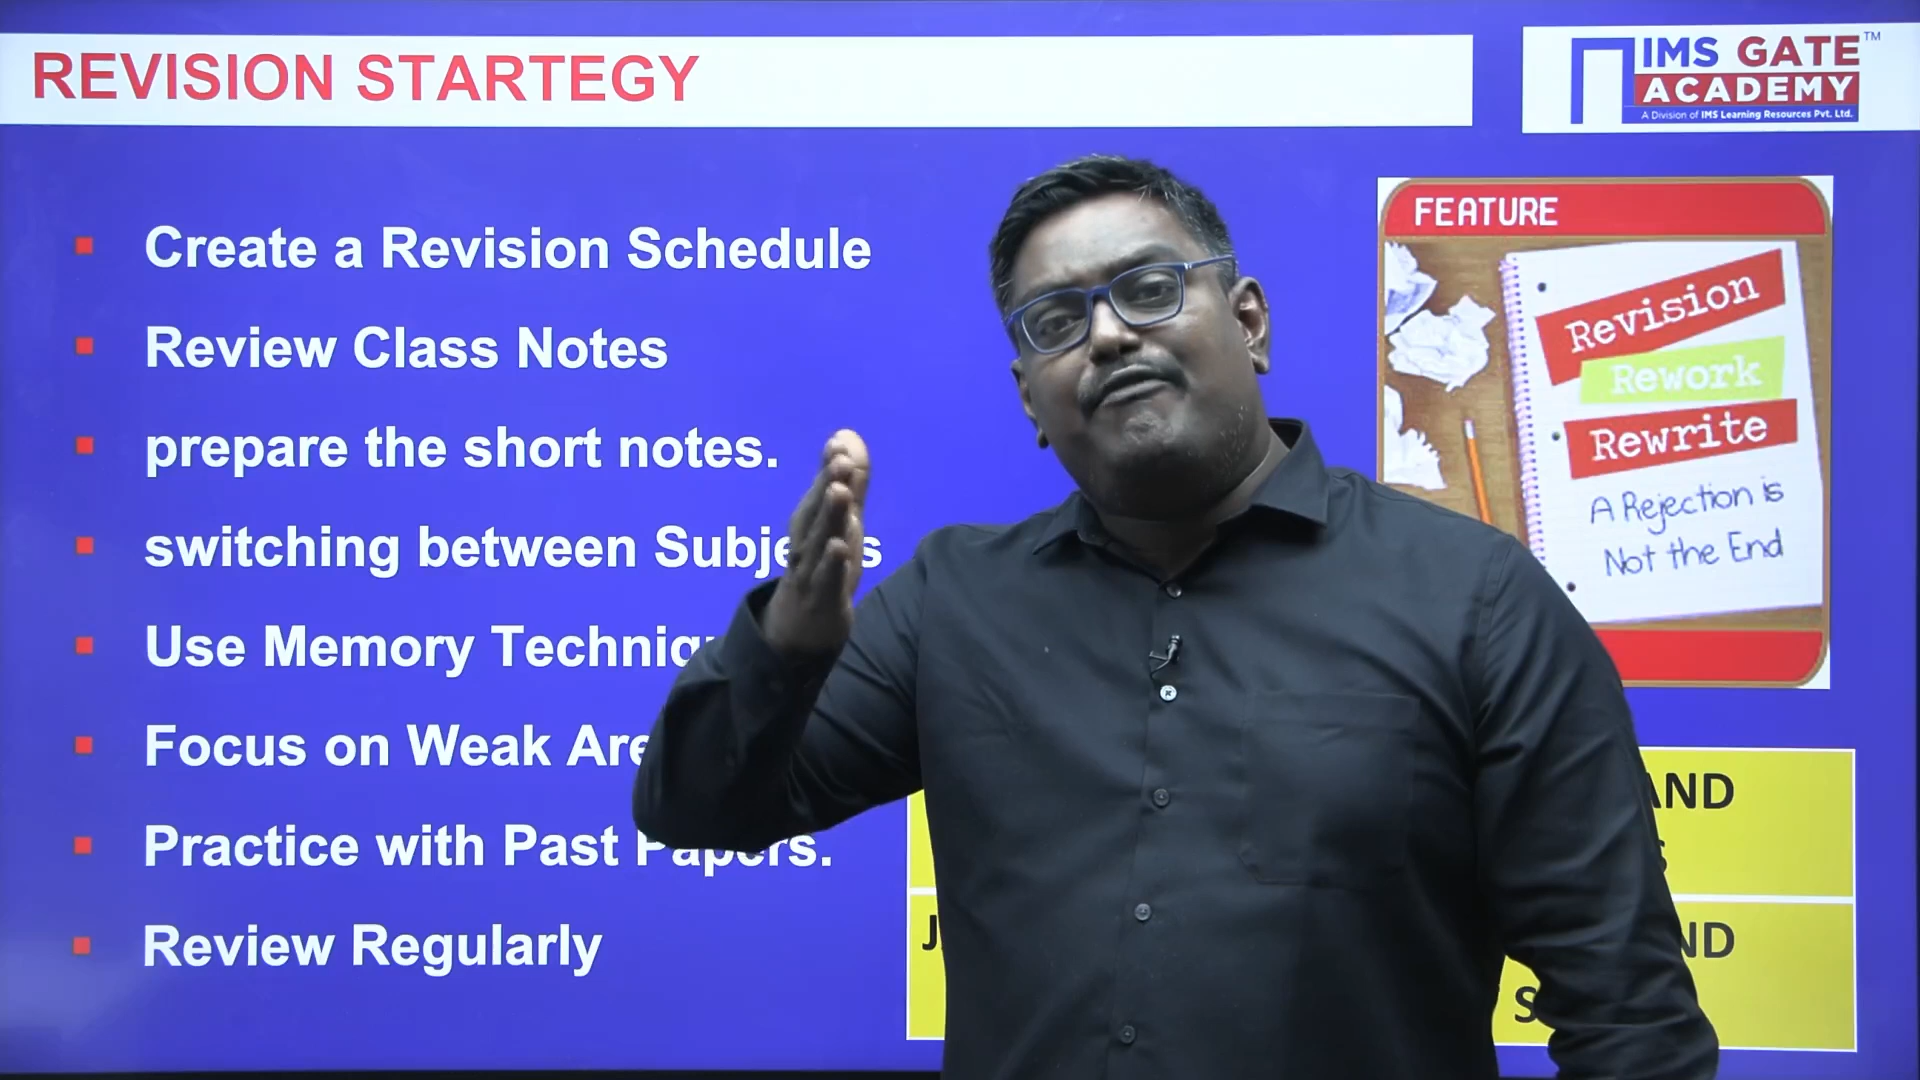 REVISION STARTEGY
IMS GATE
TM
ACADEMY
A Division of IMS Learning Resources Pvt. Ltd.
Create a Revision Schedule
Review Class Notes
prepare the short notes.
switching between
Use Memory
Focus on Weak
Practice with Past Papers.
Review Regularly
FEATURE
Revision
Rework
Rewrite
A Rejection is
Not the End